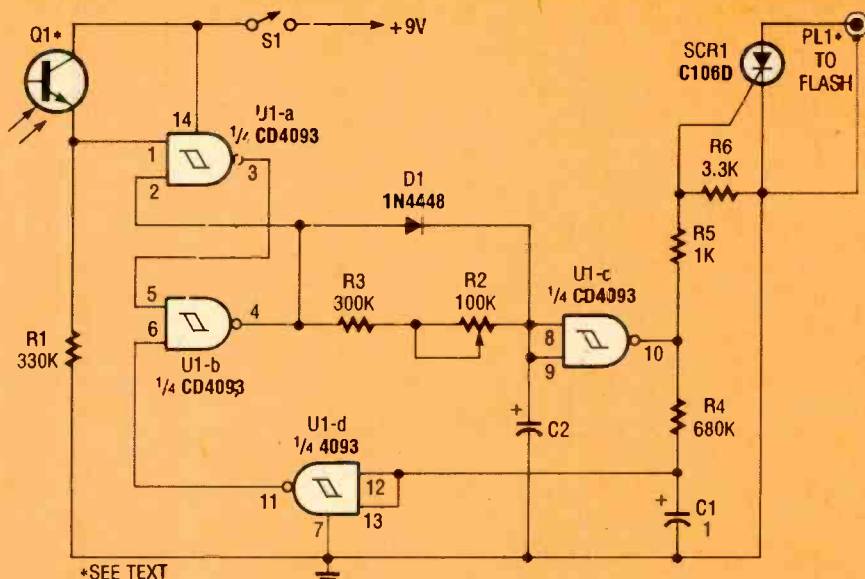 Q1*
S1
+9V
PL1*
TO
FLASH
SCR1
C106D
14
U1-a
1/4 CD4093
1
2
3
R6
3.3K
D1
1N4448
R5
1K
R3
300K
R2
100K
U1-c
1/4 CD4093
5
6
4
8
9
10
R1
330K
U1-b
1/4 CD4093
R4
680K
U1-d
1/4 4093
+
C2
11
12
13
7
+
C1
1
*SEE TEXT